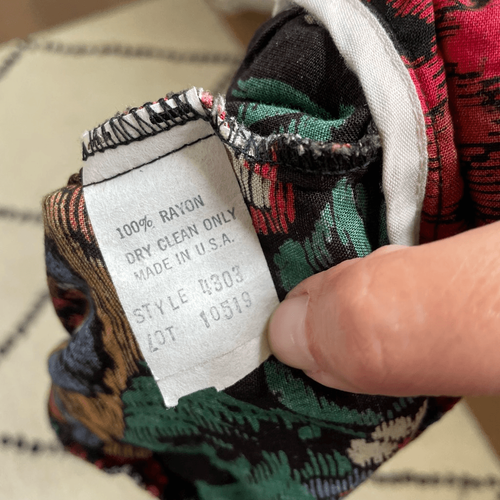 100% RAYON
DRY CLEAN ONLY
MADE IN U.S.A.
STYLE 4303
LOT 10519